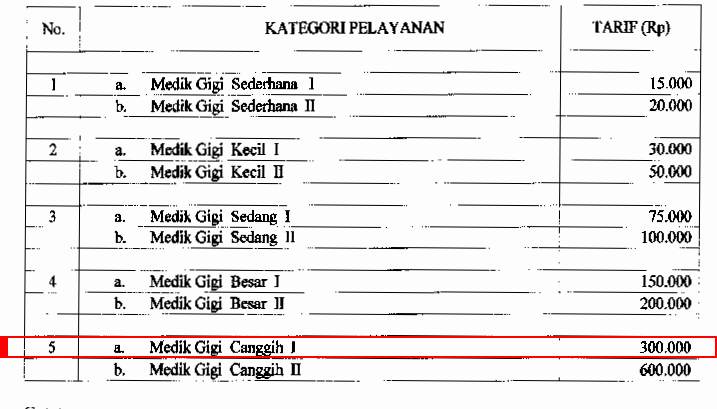 No. KATEGORI PELAYANAN TARIF (Rp)
1 a. Medik Gigi Sederhana I 15.000
b. Medik Gigi Sederhana II 20.000
2 a. Medik Gigi Kecil I 30.000
b. Medik Gigi Kecil II 50.000
3 a. Medik Gigi Sedang I 75.000
b. Medik Gigi Sedang II 100.000
4 a. Medik Gigi Besar I 150.000
b. Medik Gigi Besar II 200.000
5 a. Medik Gigi Canggih I 300.000
b. Medik Gigi Canggih II 600.000